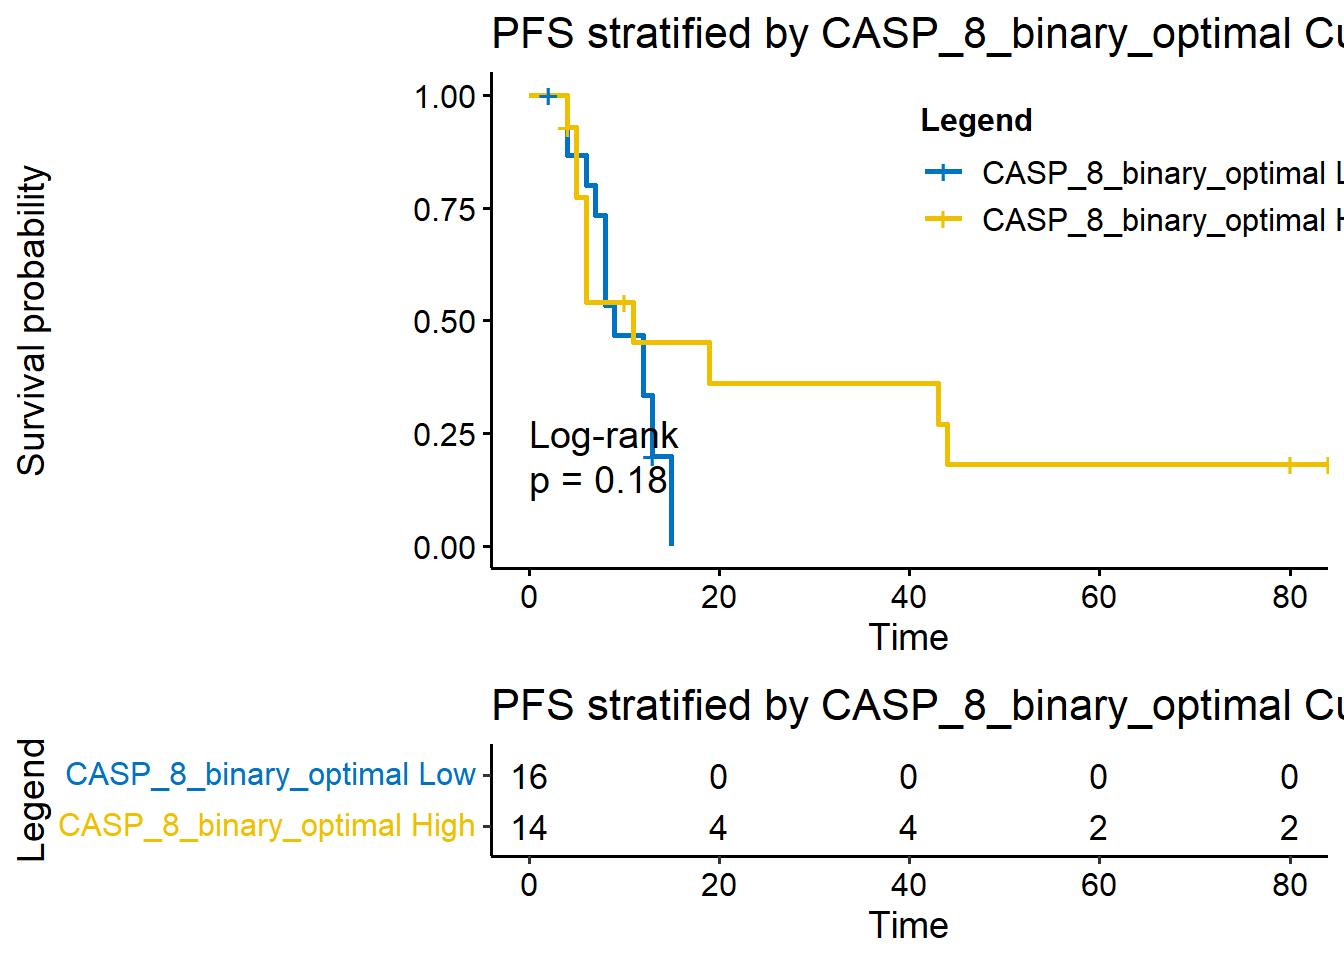 PFS stratified by CASP_8_binary_optimal Cu
Survival probability
1.00
0.75
0.50
0.25
0.00
Legend
CASP_8_binary_optimal L
CASP_8_binary_optimal H
Log-rank
p = 0.18
0 20 40 60 80
Time
PFS stratified by CASP_8_binary_optimal Cu
Legend
CASP_8_binary_optimal Low 16 0 0 0 0
CASP_8_binary_optimal High 14 4 4 2 2
0 20 40 60 80
Time